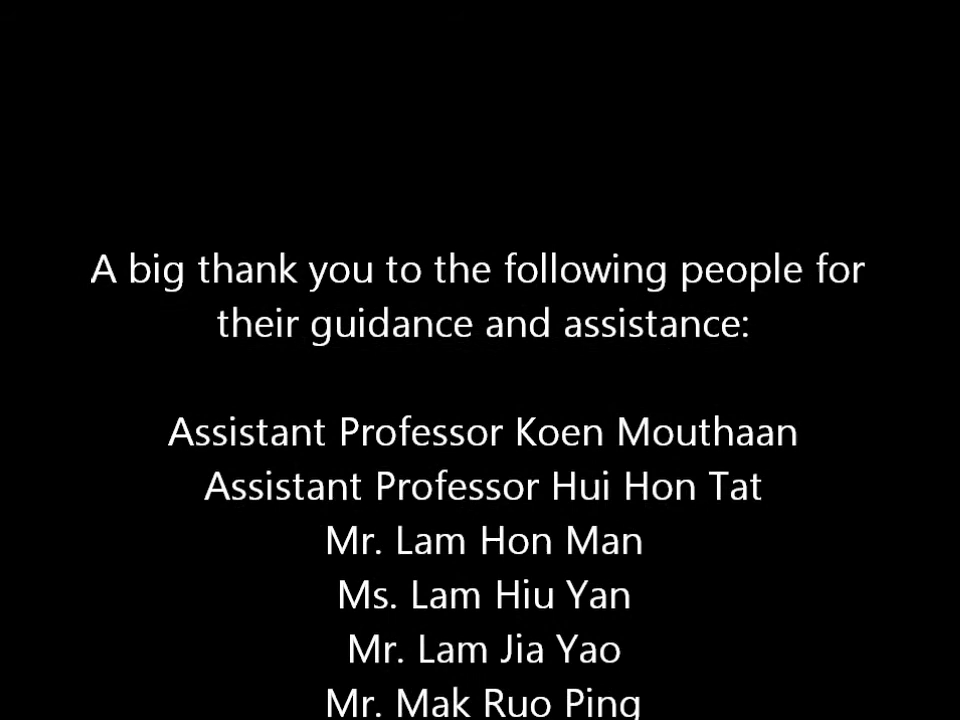 A big thank you to the following people for
their guidance and assistance:
Assistant Professor Koen Mouthaan
Assistant Professor Hui Hon Tat
Mr. Lam Hon Man
Ms. Lam Hiu Yan
Mr. Lam Jia Yao
Mr. Mak Ruo Ping